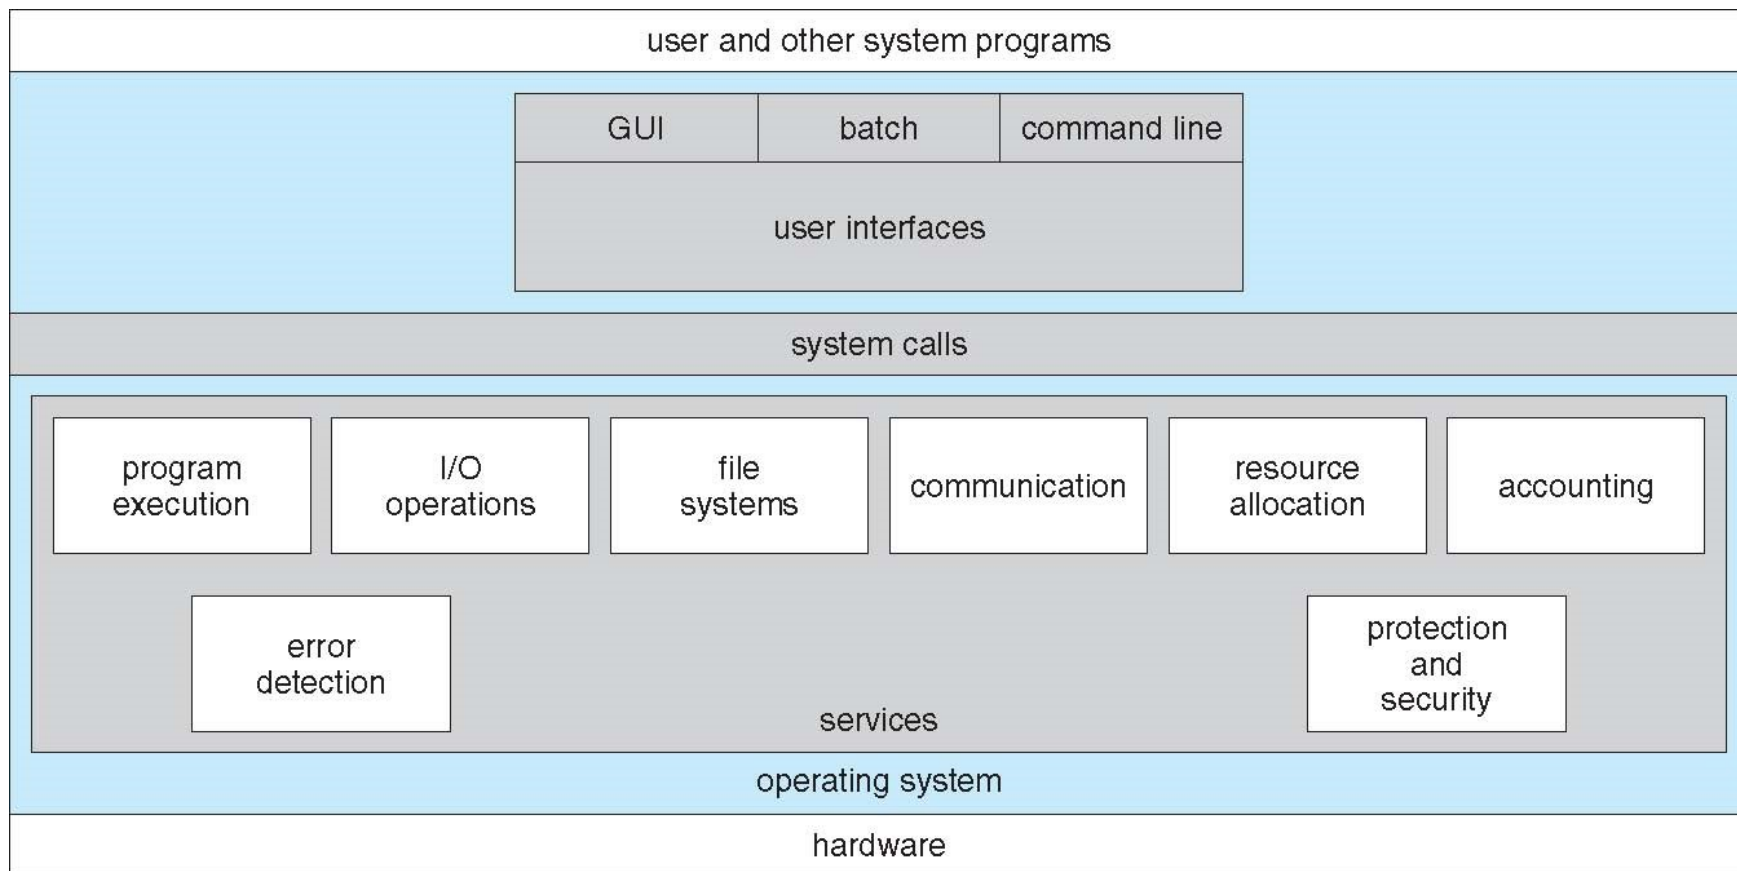 user and other system programs
GUI
batch
command line
user interfaces
system calls
program
execution
I/O
operations
file
systems
communication
resource
allocation
accounting
error
detection
protection
and
security
services
operating system
hardware